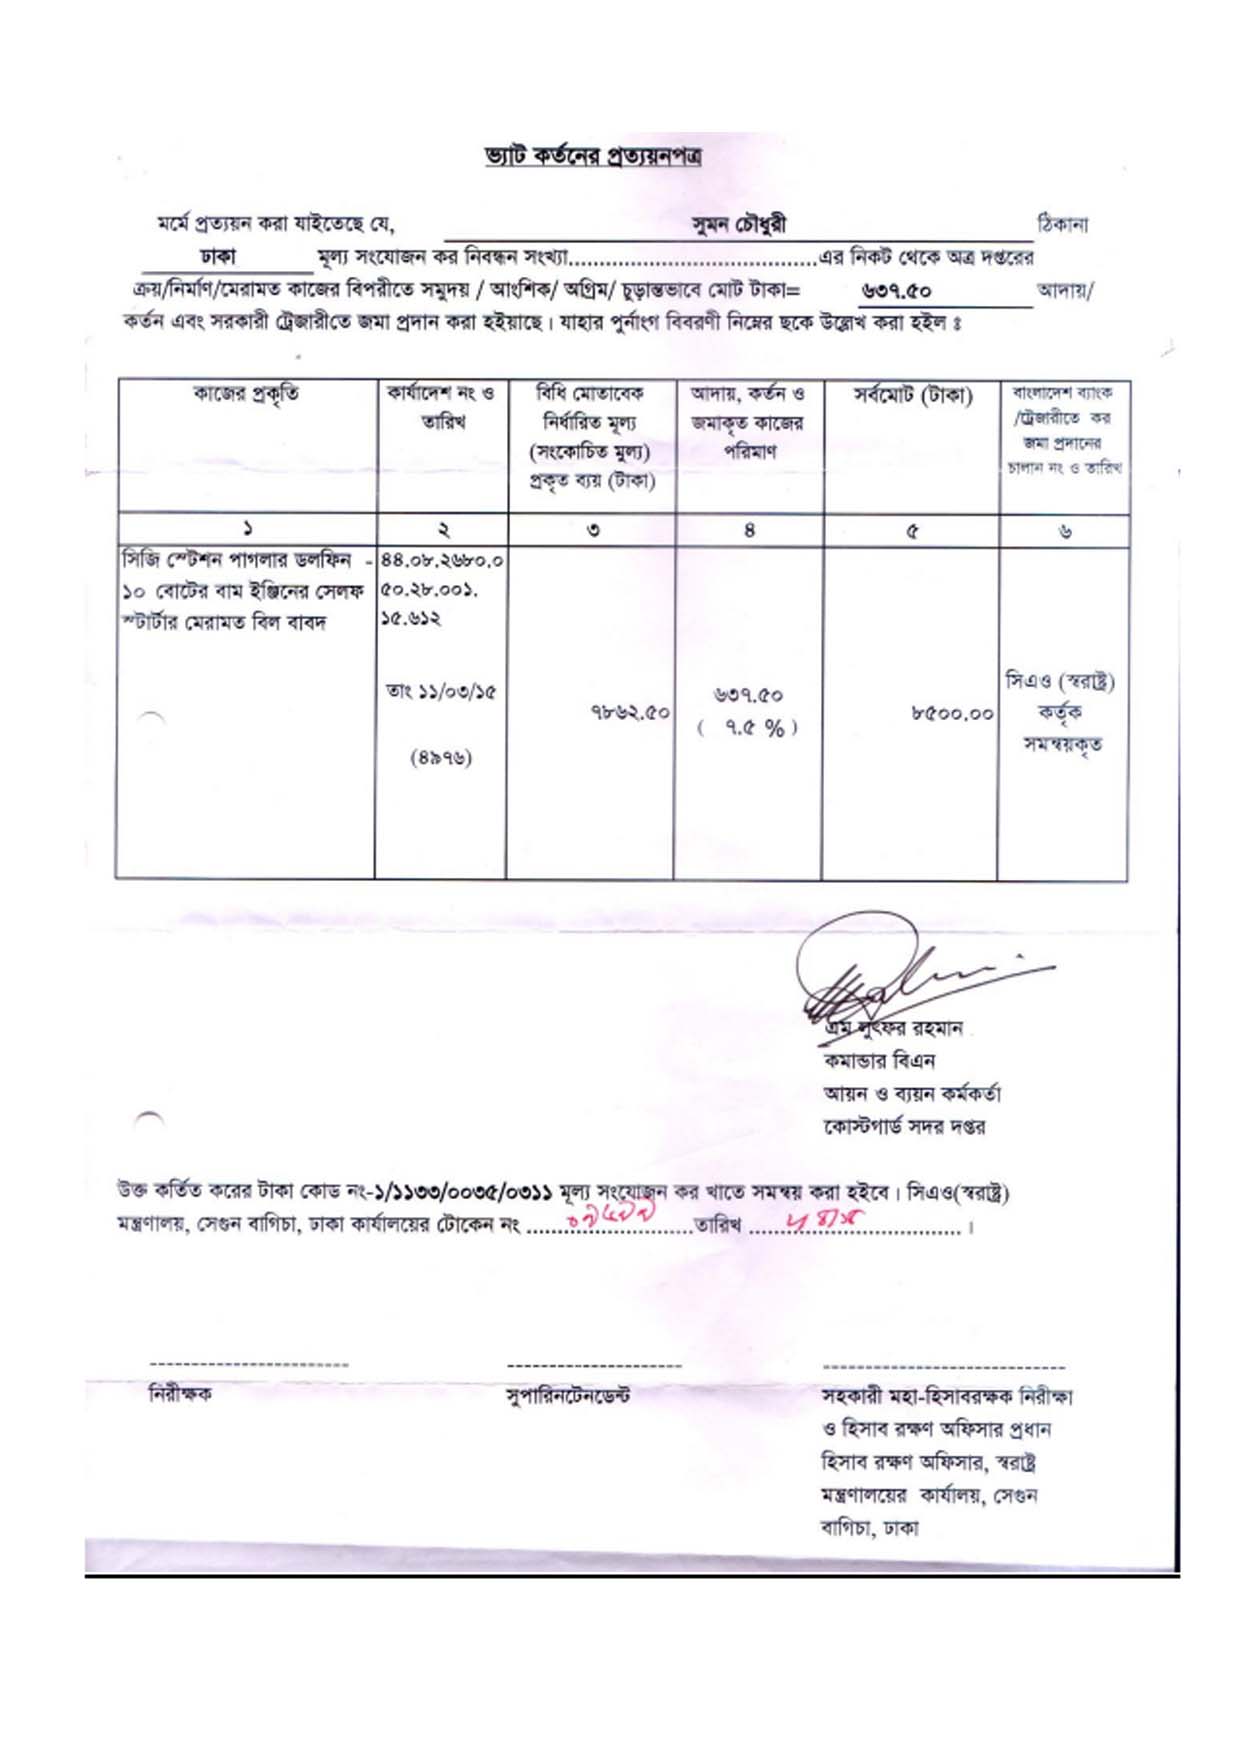 ভ্যাট কর্তনের প্রত্যয়নপত্র
মর্মে প্রত্যয়ন করা যাইতেছে যে, সুমন চৌধুরী ঠিকানা
ঢাকা মূল্য সংযোজন কর নিবন্ধন সংখ্যা....................................এর নিকট থেকে অত্র দপ্তরের
ক্রয়/নির্মাণ/মেরামত কাজের বিপরীতে সমুদয় / আংশিক/ অগ্রিম/ চূড়ান্তভাবে মোট টাকা= ৬৩৭.৫০ আদায়/
কর্তন এবং সরকারী ট্রেজারীতে জমা প্রদান করা হইয়াছে। যাহার পুর্নাংগ বিবরণী নিম্নের ছকে উল্লেখ করা হইল ঃ
কাজের প্রকৃতি
কার্যাদেশ নং ও
তারিখ
বিধি মোতাবেক
নির্ধারিত মূল্য
(সংকোচিত মুল্য)
প্রকৃত ব্যয় (টাকা)
আদায়, কর্তন ও
জমাকৃত কাজের
পরিমাণ
সর্বমোট (টাকা)
বাংলাদেশ ব্যাংক
/ট্রেজারীতে কর
জমা প্রদানের
চালান নং ও তারিখ
১ ২ ৩ ৪ ৫ ৬
সিজি স্টেশন পাগলার ডলফিন -
১০ বোটের বাম ইঞ্জিনের সেলফ
স্টার্টার মেরামত বিল বাবদ
৪৪.০৮.২৬৮০.০
৫০.২৮.০০১.
১৫.৬১২
তাং ১১/০৩/১৫
(৪৯৭৬)
৭৮৬২.৫০
৬৩৭.৫০
( ৭.৫ %)
৮৫০০.০০
সিএও (স্বরাষ্ট্র)
কর্তৃক
সমন্বয়কৃত
এম লুৎফর রহমান
কমান্ডার বিএন
আয়ন ও ব্যয়ন কর্মকর্তা
কোস্টগার্ড সদর দপ্তর
উক্ত কর্তিত করের টাকা কোড নং-১/১১৩৩/০০৩৫/০৩১১ মূল্য সংযোজন কর খাতে সমন্বয় করা হইবে। সিএও(স্বরাষ্ট্র)
মন্ত্রণালয়, সেগুন বাগিচা, ঢাকা কার্যালয়ের টোকেন নং ...........................তারিখ ................................... ।
নিরীক্ষক
সুপারিনটেনডেন্ট
সহকারী মহা-হিসাবরক্ষক নিরীক্ষা
ও হিসাব রক্ষণ অফিসার প্রধান
হিসাব রক্ষণ অফিসার, স্বরাষ্ট্র
মন্ত্রণালয়ের কার্যালয়, সেগুন
বাগিচা, ঢাকা